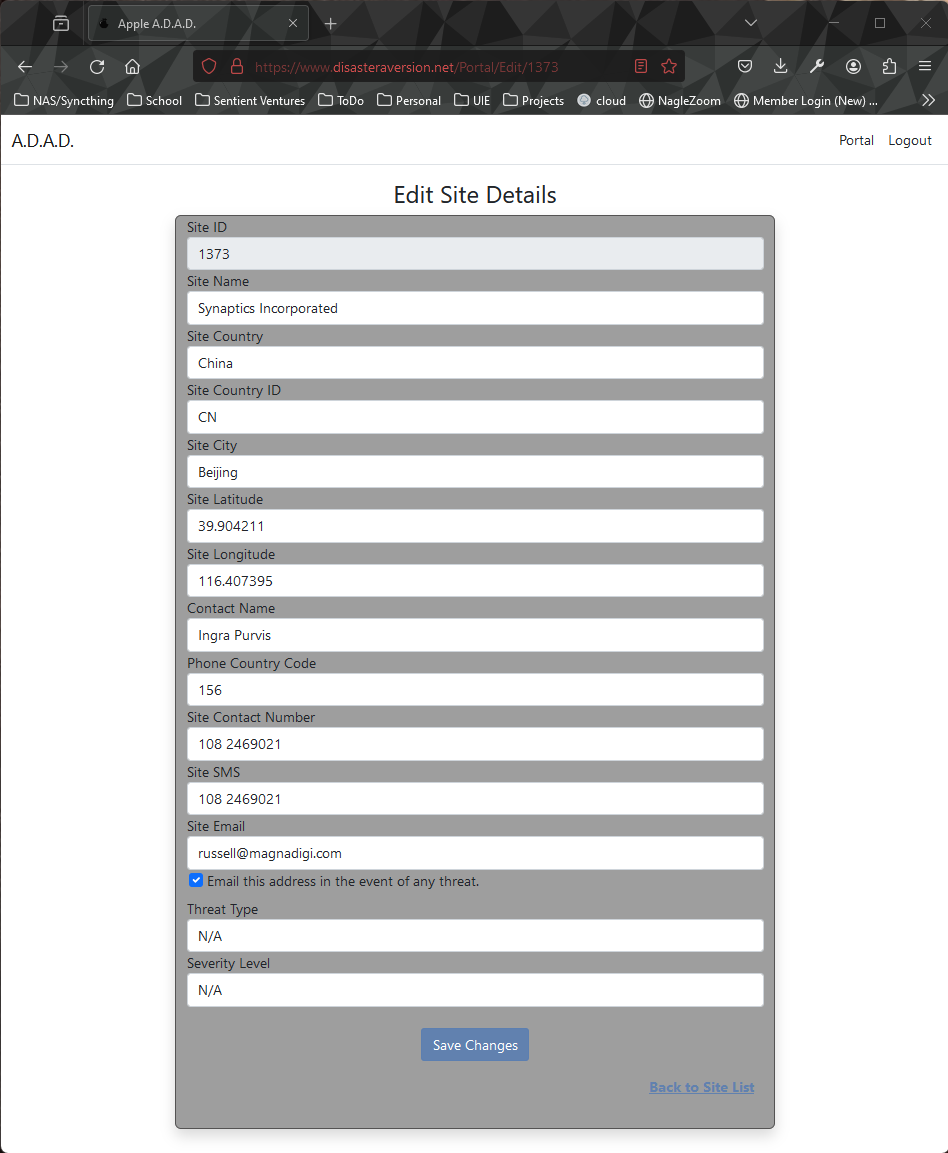 Apple A.D.A.D.
https://www.disasteraversion.net/Portal/Edit/1373
NAS/Syncthing School Sentient Ventures ToDo Personal UIE Projects cloud NagleZoom Member Login (New) ...
A.D.A.D. Portal Logout
Edit Site Details
Site ID
1373
Site Name
Synaptics Incorporated
Site Country
China
Site Country ID
CN
Site City
Beijing
Site Latitude
39.904211
Site Longitude
116.407395
Contact Name
Ingra Purvis
Phone Country Code
156
Site Contact Number
108 2469021
Site SMS
108 2469021
Site Email
russell@magnadigi.com
Email this address in the event of any threat.
Threat Type
N/A
Severity Level
N/A
Save Changes
Back to Site List